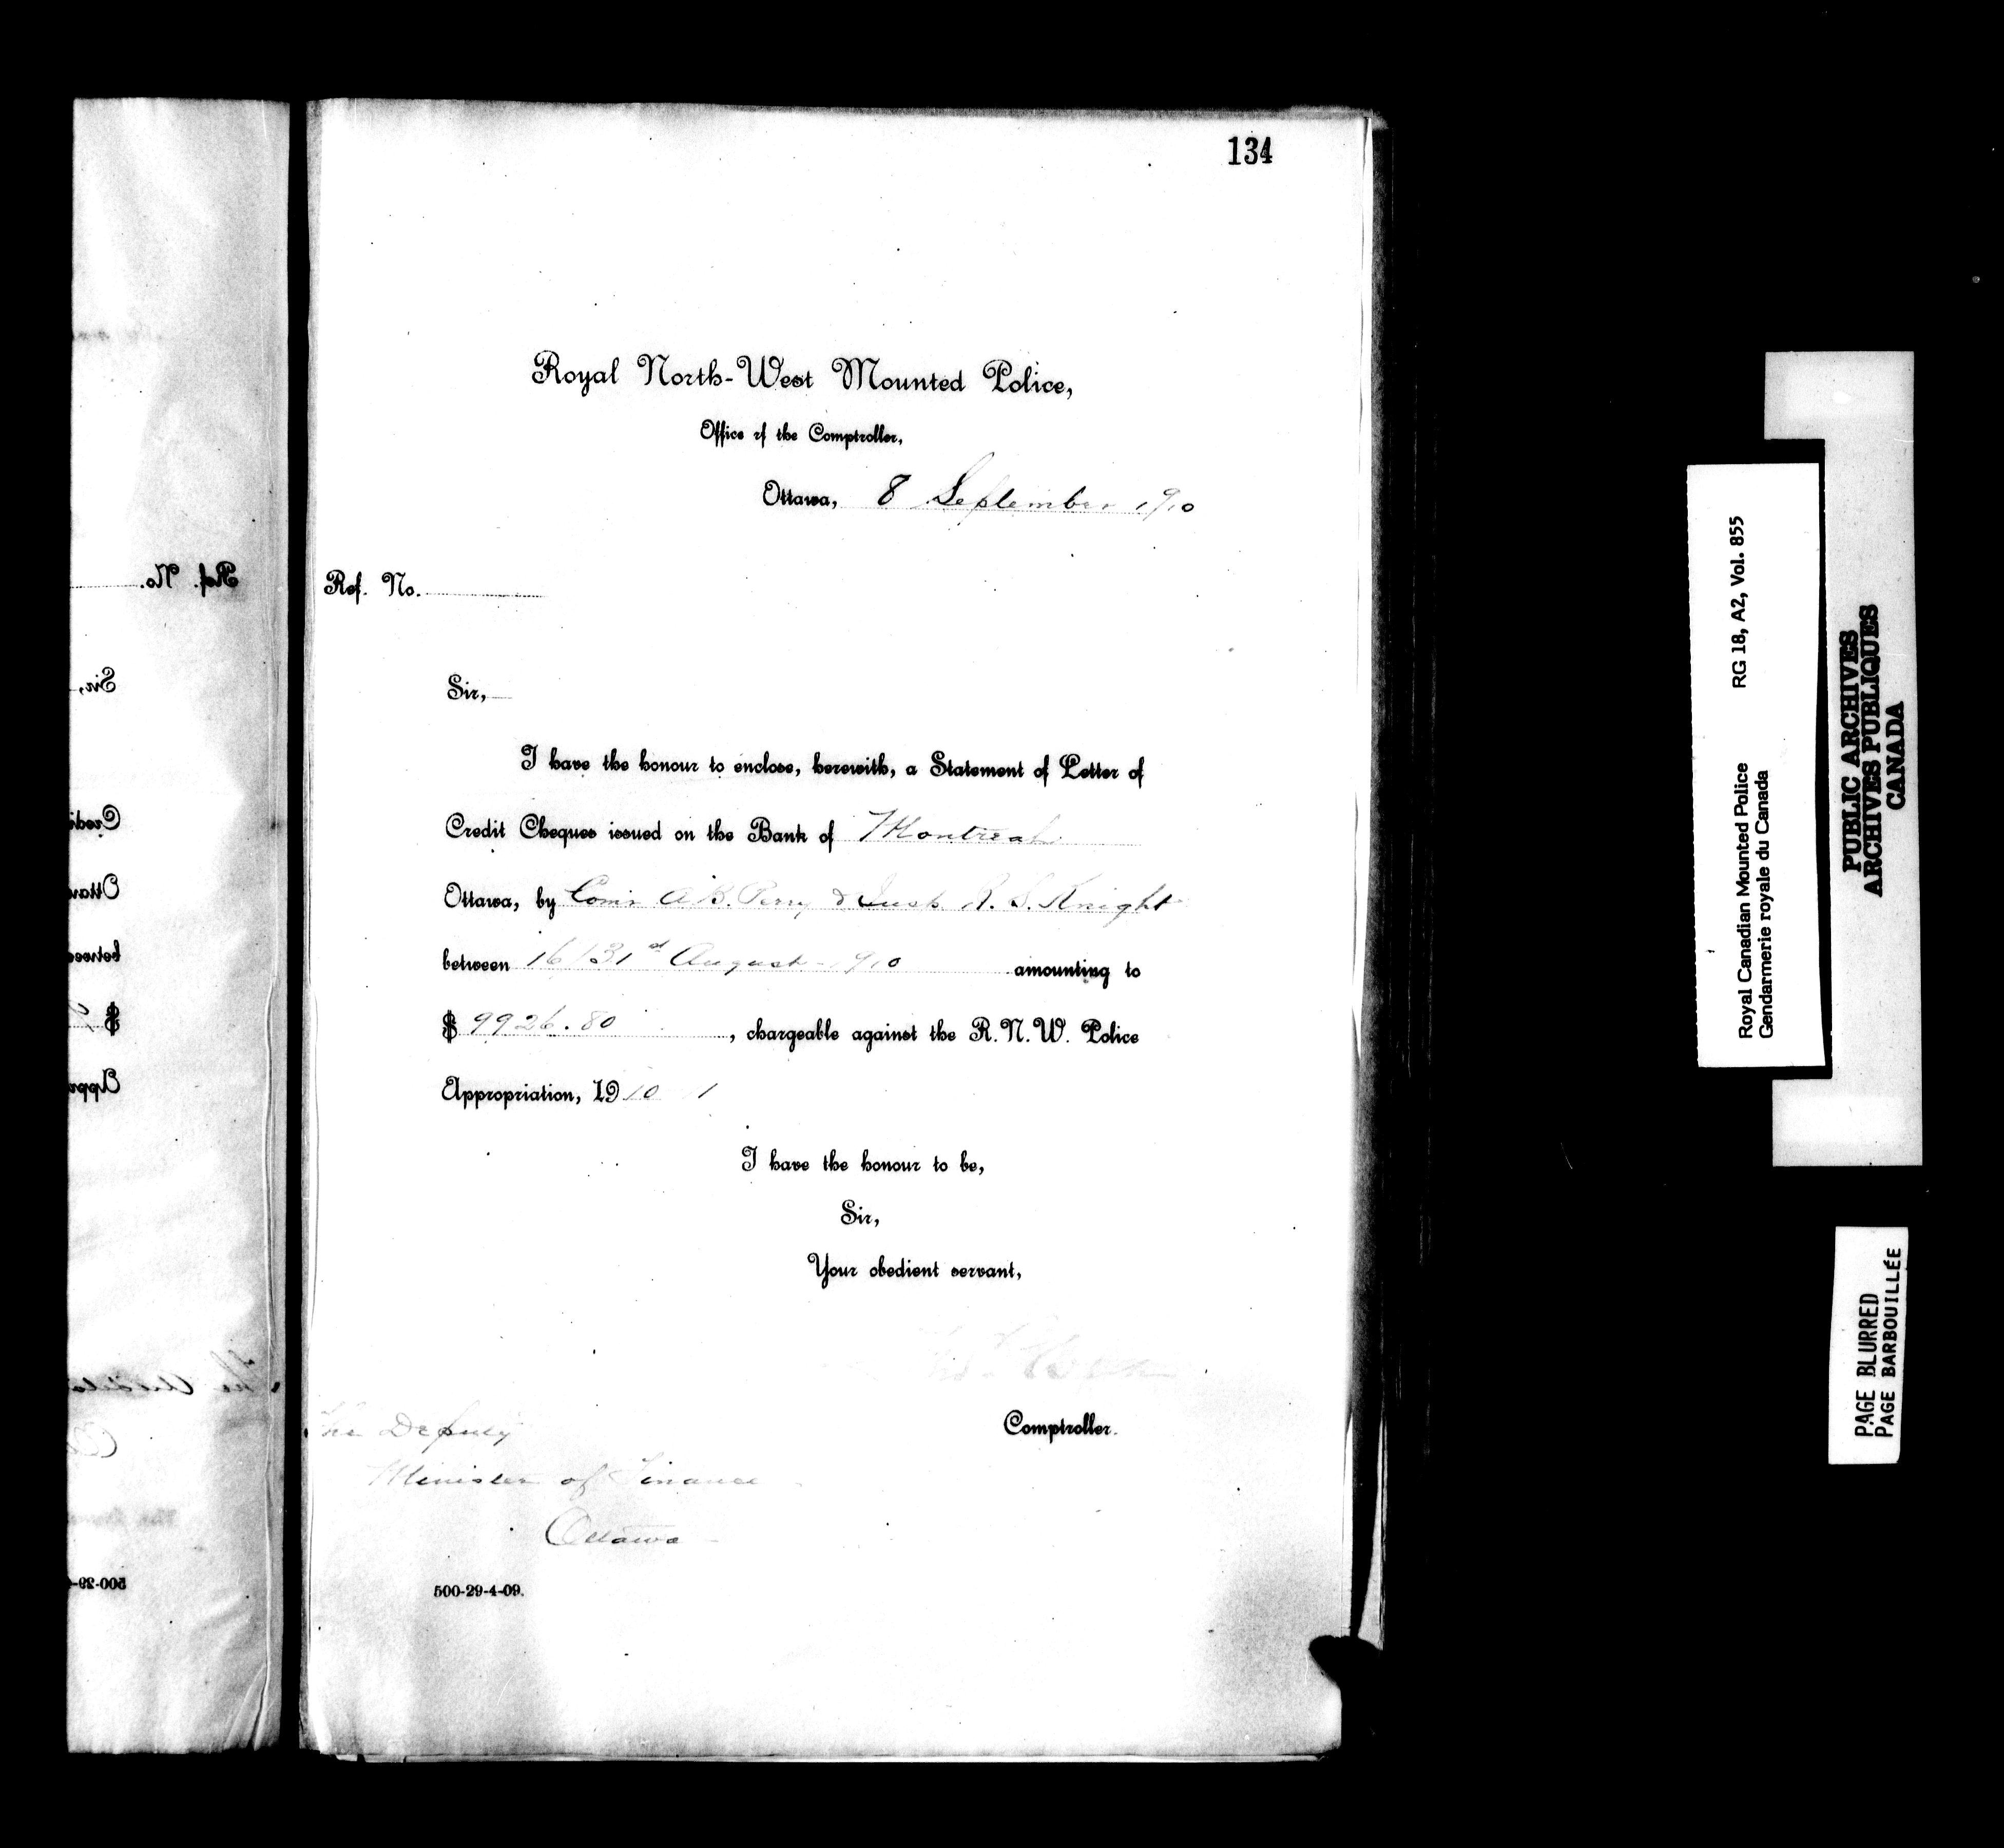 134
Royal North-West Mounted Police,
Office of the Comptroller,
Ottawa, 8 September 1910
Ref. No.
Sir,
I have the honour to enclose, herewith, a Statement of Letter of
Credit Cheques issued on the Bank of Montreal
Ottawa, by Com'r A.B. Perry & Insp. R. S. Knight
between 16/31st August 1910 amounting to
$ 9926.80, chargeable against the R. N. W. Police
Appropriation, 1910 1
I have the honour to be,
Sir,
Your obedient servant,
Comptroller.
The Deputy
Minister of Finance
Ottawa
500-29-4-09.
Ref. No.
Sir,
$
Royal Canadian Mounted Police RG 18, A2, Vol. 855
Gendarmerie royale du Canada
PUBLIC ARCHIVES
ARCHIVES PUBLIQUES
CANADA
PAGE BLURRED
PAGE BARBOUILLÉE